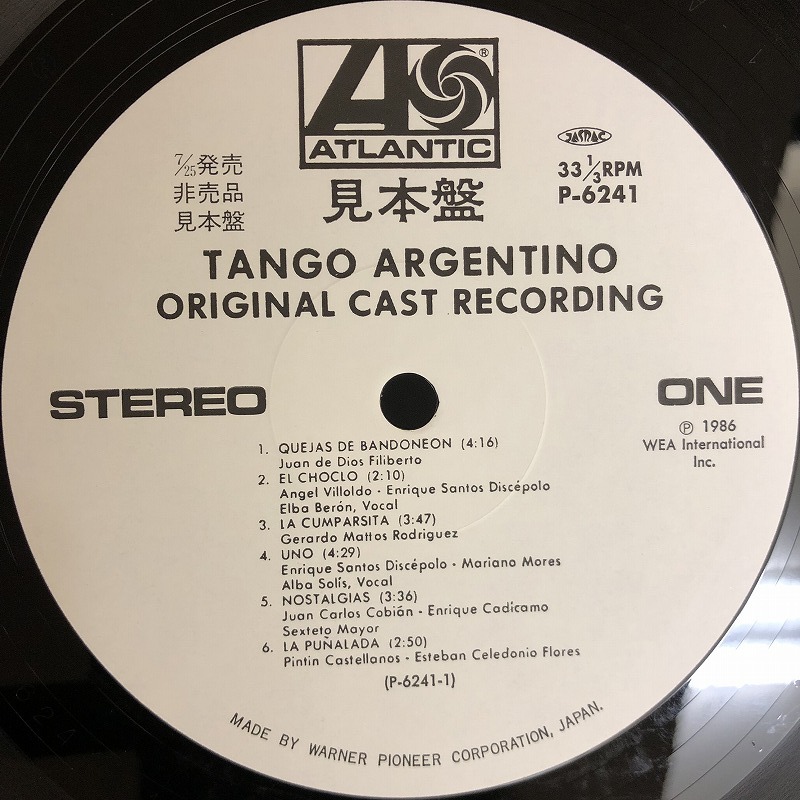 ®
ATLANTIC
7/25発売
非売品
見本盤
見本盤
JASRAC
33 1/3 RPM
P-6241
TANGO ARGENTINO
ORIGINAL CAST RECORDING
STEREO
ONE
℗ 1986
WEA International
Inc.
1. QUEJAS DE BANDONEON (4:16)
Juan de Dios Filiberto
2. EL CHOCLO (2:10)
Angel Villoldo - Enrique Santos Discépolo
Elba Berón, Vocal
3. LA CUMPARSITA (3:47)
Gerardo Mattos Rodriguez
4. UNO (4:29)
Enrique Santos Discépolo - Mariano Mores
Alba Solís, Vocal
5. NOSTALGIAS (3:36)
Juan Carlos Cobián - Enrique Cadicamo
Sexteto Mayor
6. LA PUÑALADA (2:50)
Pintin Castellanos - Esteban Celedonio Flores
(P-6241-1)
MADE BY WARNER PIONEER CORPORATION, JAPAN.